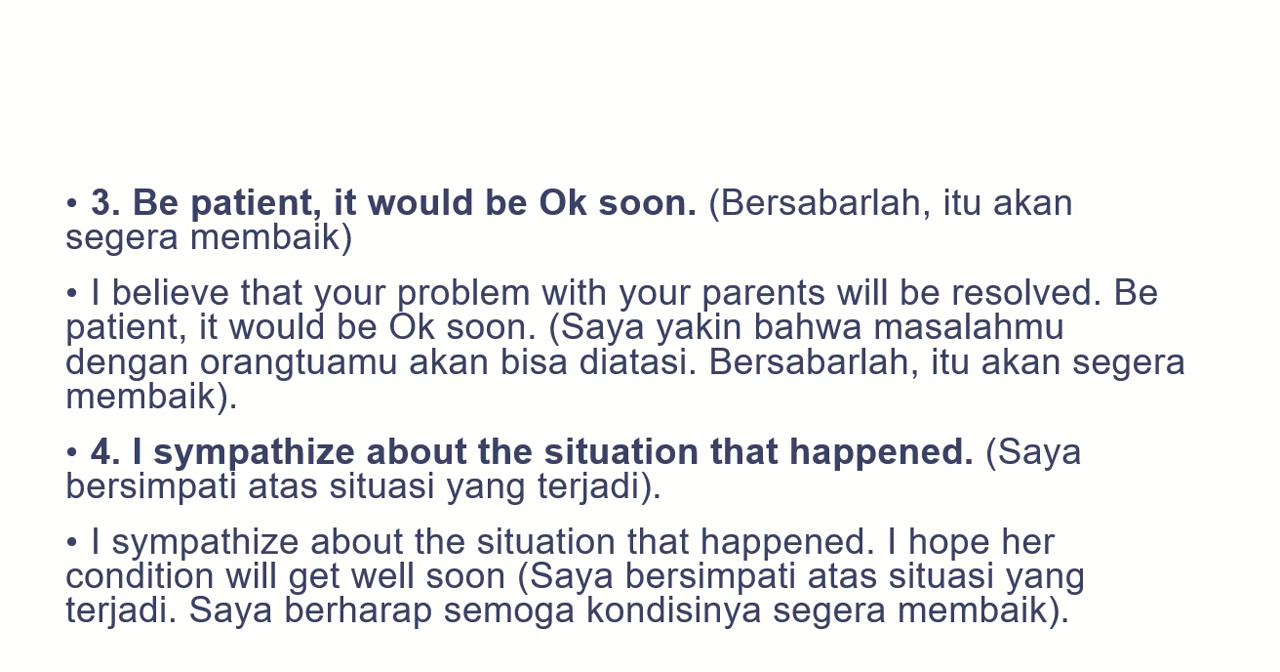 • 3. Be patient, it would be Ok soon. (Bersabarlah, itu akan
segera membaik)
• I believe that your problem with your parents will be resolved. Be
patient, it would be Ok soon. (Saya yakin bahwa masalahmu
dengan orangtuamu akan bisa diatasi. Bersabarlah, itu akan segera
membaik).
• 4. I sympathize about the situation that happened. (Saya
bersimpati atas situasi yang terjadi).
• I sympathize about the situation that happened. I hope her
condition will get well soon (Saya bersimpati atas situasi yang
terjadi. Saya berharap semoga kondisinya segera membaik).